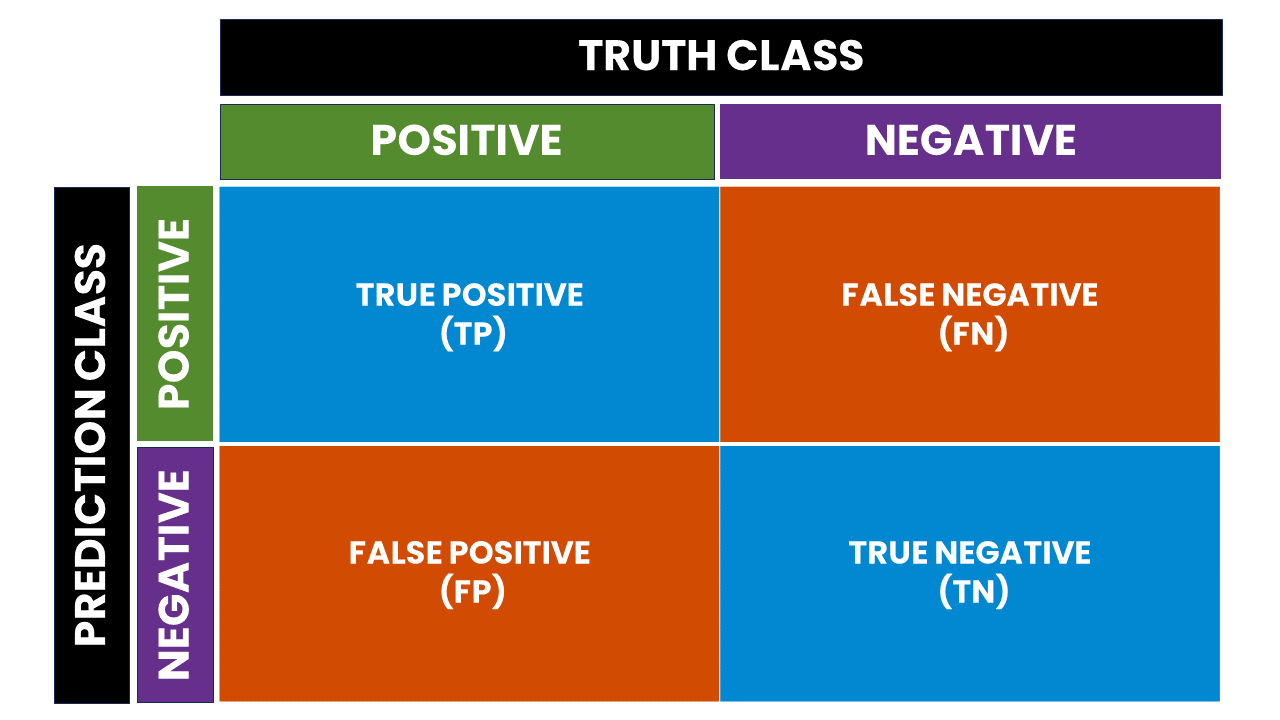 TRUTH CLASS
POSITIVE
NEGATIVE
PREDICTION CLASS
POSITIVE
TRUE POSITIVE
(TP)
FALSE NEGATIVE
(FN)
NEGATIVE
FALSE POSITIVE
(FP)
TRUE NEGATIVE
(TN)